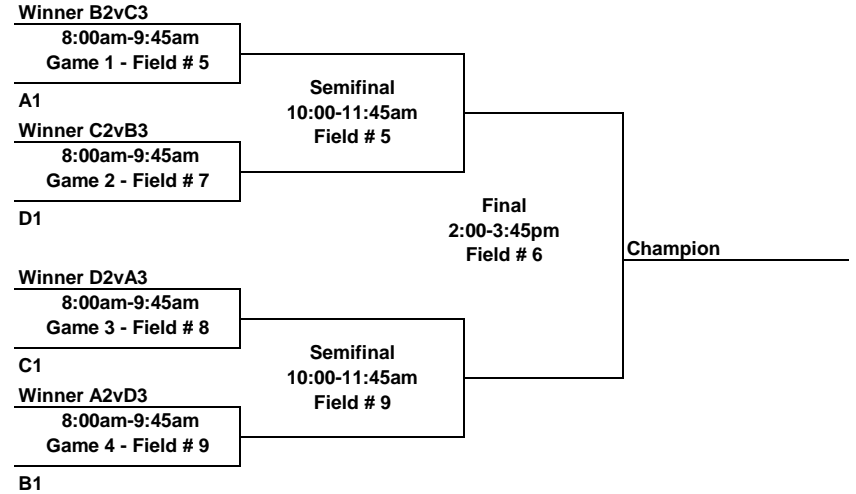 Winner B2vC3
8:00am-9:45am
Game 1 - Field # 5
A1
Winner C2vB3
8:00am-9:45am
Game 2 - Field # 7
D1
Semifinal
10:00-11:45am
Field # 5
Final
2:00-3:45pm
Field # 6
Champion
Winner D2vA3
8:00am-9:45am
Game 3 - Field # 8
C1
Winner A2vD3
8:00am-9:45am
Game 4 - Field # 9
B1
Semifinal
10:00-11:45am
Field # 9